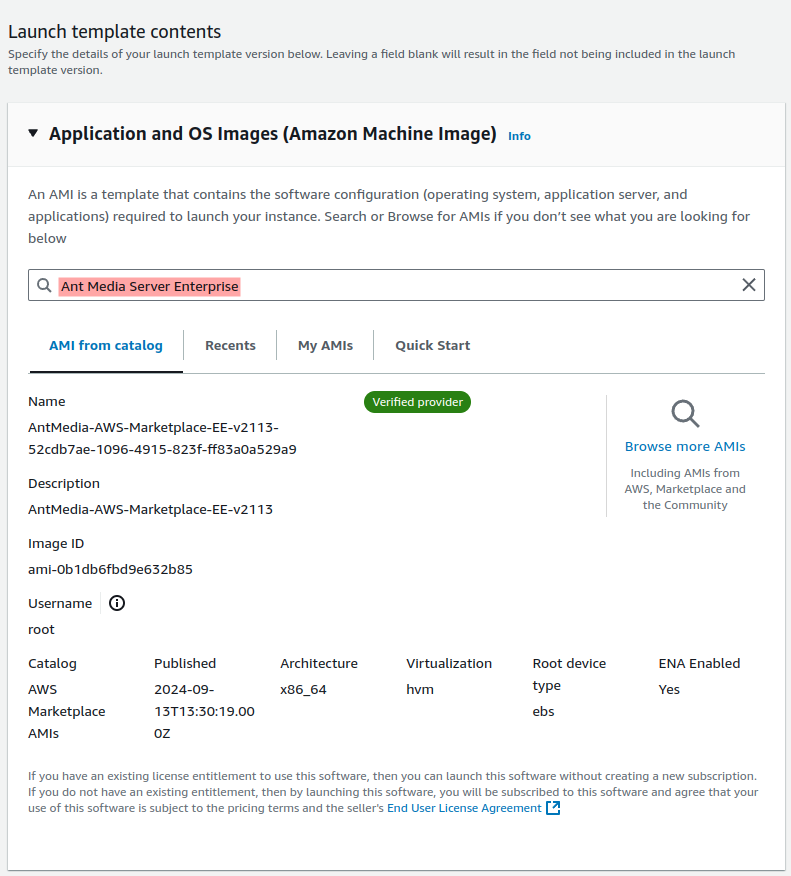 Launch template contents
Specify the details of your launch template version below. Leaving a field blank will result in the field not being included in the launch
template version.
Application and OS Images (Amazon Machine Image) Info
An AMI is a template that contains the software configuration (operating system, application server, and
applications) required to launch your instance. Search or Browse for AMIs if you don’t see what you are looking for
below
Ant Media Server Enterprise
AMI from catalog Recents My AMIs Quick Start
Name
Verified provider
AntMedia-AWS-Marketplace-EE-v2113-
52cdb7ae-1096-4915-823f-ff83a0a529a9
Description
AntMedia-AWS-Marketplace-EE-v2113
Image ID
ami-0b1db6fbd9e632b85
Username
root
Browse more AMIs
Including AMIs from
AWS, Marketplace and
the Community
Catalog
AWS
Marketplace
AMIs
Published
2024-09-
13T13:30:19.00
0Z
Architecture
x86_64
Virtualization
hvm
Root device
type
ebs
ENA Enabled
Yes
If you have an existing license entitlement to use this software, then you can launch this software without creating a new subscription.
If you do not have an existing entitlement, then by launching this software, you will be subscribed to this software and agree that your
use of this software is subject to the pricing terms and the seller's End User License Agreement